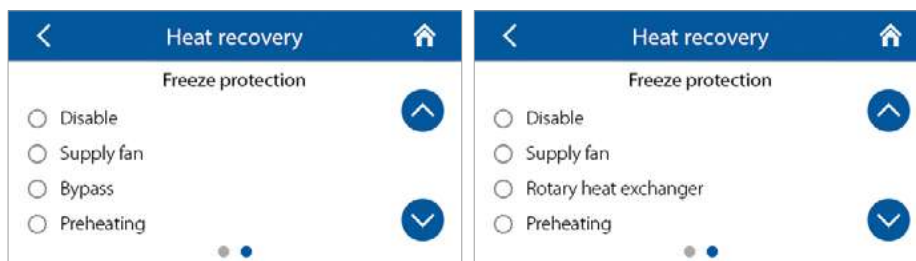 Heat recovery
Freeze protection
Disable
Supply fan
Bypass
Preheating
Heat recovery
Freeze protection
Disable
Supply fan
Rotary heat exchanger
Preheating